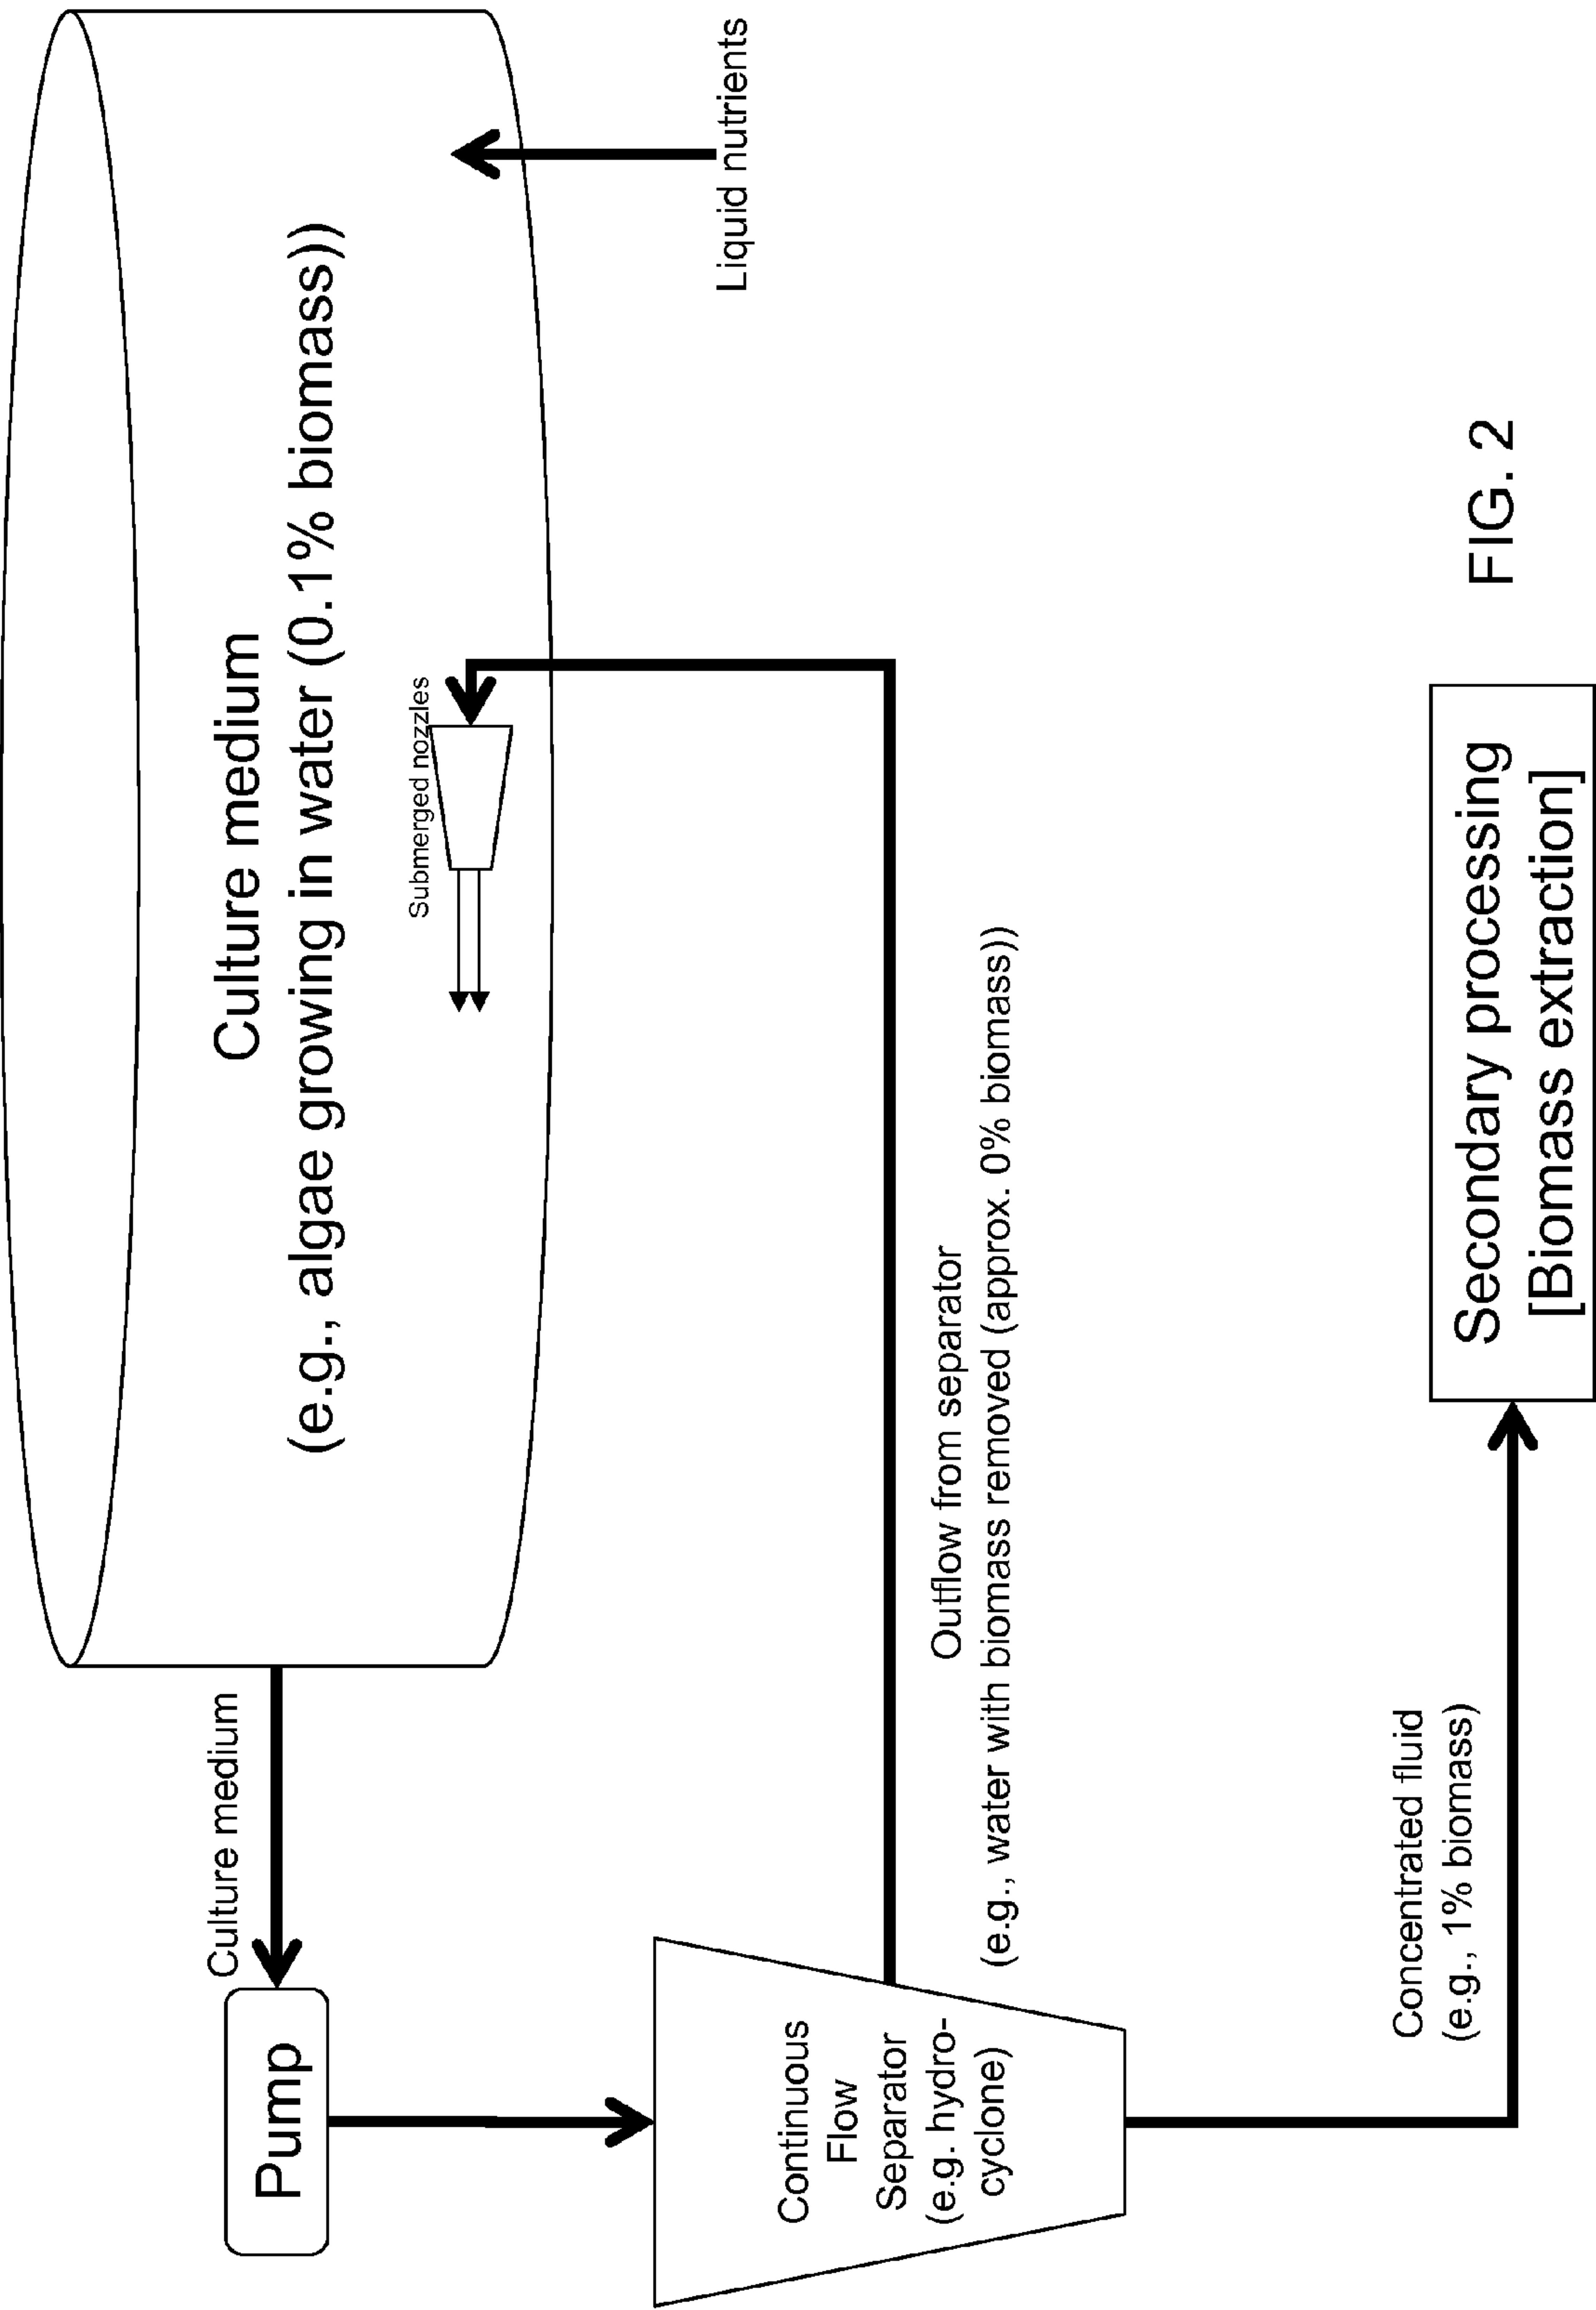 Culture medium
(e.g., algae growing in water (0.1% biomass))
Culture medium
Pump
Submerged nozzles
Liquid nutrients
Continuous
Flow
Separator
(e.g. hydro-
cyclone)
Outflow from separator
(e.g., water with biomass removed (approx. 0% biomass))
Concentrated fluid
(e.g., 1% biomass)
Secondary processing
[Biomass extraction]
FIG. 2